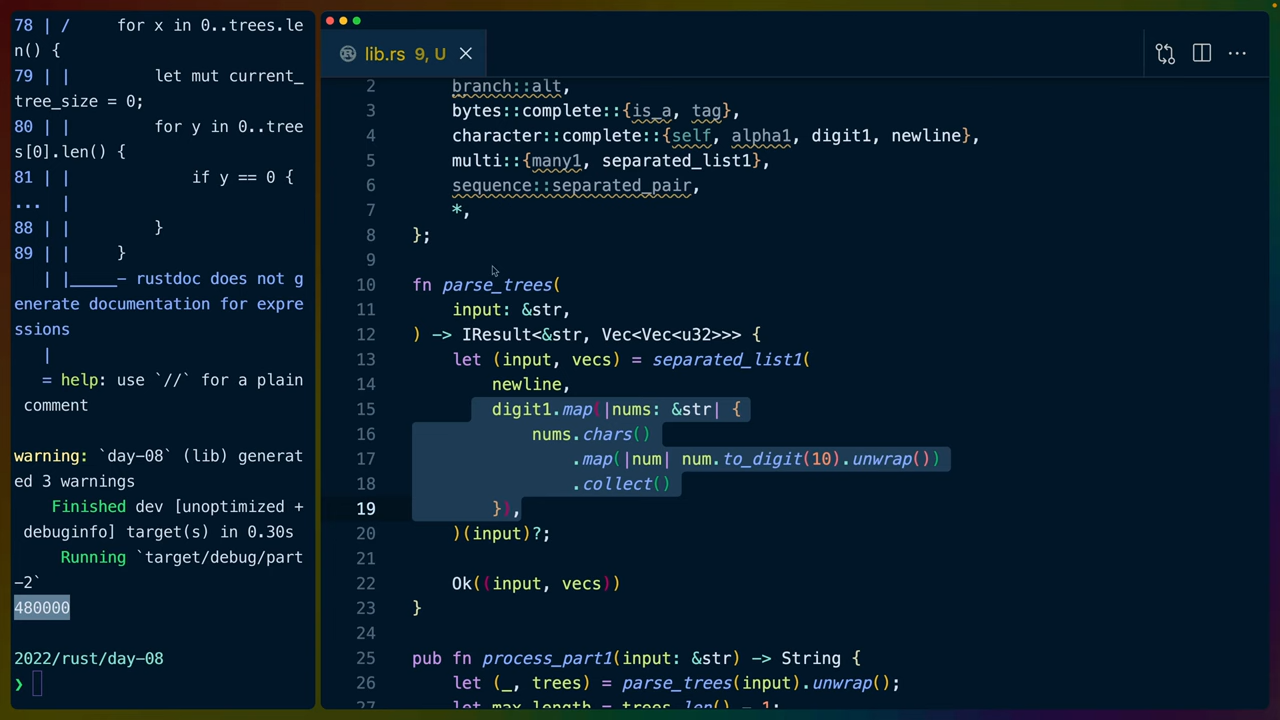 78 | /     for x in 0..trees.le
n() {
79 | |         let mut current_
tree_size = 0;
80 | |         for y in 0..tree
s[0].len() {
81 | |             if y == 0 {
...  |
88 | |         }
89 | |     }
   | |_____- rustdoc does not g
enerate documentation for expre
ssions
   |
   = help: use `//` for a plain
 comment
warning: `day-08` (lib) generat
ed 3 warnings
    Finished dev [unoptimized +
 debuginfo] target(s) in 0.30s
     Running `target/debug/part
-2`
480000
2022/rust/day-08
❯
lib.rs 9, U
2 branch::alt,
3 bytes::complete::{is_a, tag},
4 character::complete::{self, alpha1, digit1, newline},
5 multi::{many1, separated_list1},
6 sequence::separated_pair,
7 *,
8 };
9
10 fn parse_trees(
11 input: &str,
12 ) -> IResult<&str, Vec<Vec<u32>>> {
13 let (input, vecs) = separated_list1(
14 newline,
15 digit1.map(|nums: &str| {
16 nums.chars()
17 .map(|num| num.to_digit(10).unwrap())
18 .collect()
19 }),
20 )(input)?;
21
22 Ok((input, vecs))
23 }
24
25 pub fn process_part1(input: &str) -> String {
26 let (_, trees) = parse_trees(input).unwrap();
27 let max_length = trees.len() - 1;